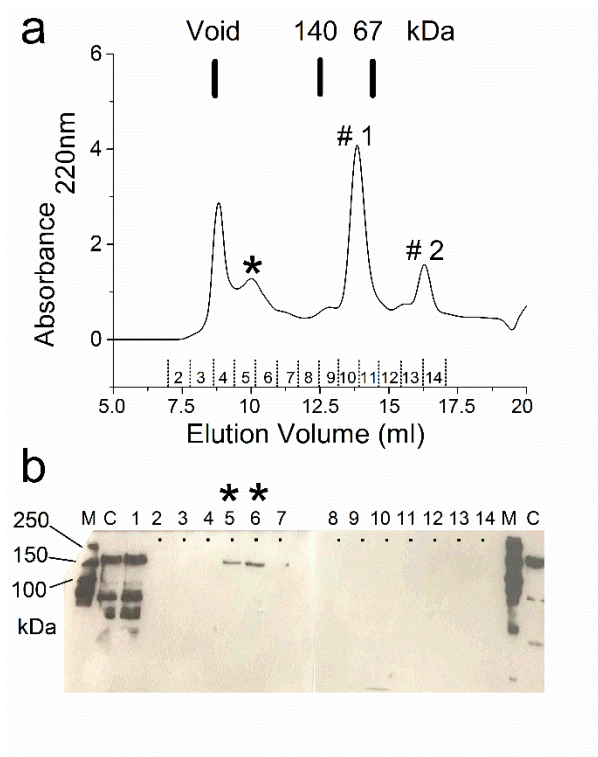 a
Void 140 67 kDa
6
4
2
0
Absorbance
220nm
# 1
*
# 2
2 3 4 5 6 7 8 9 10 11 12 13 14
5.0 7.5 10 12.5 15 17.5 20
Elution Volume (ml)
b
* *
M C 1 2 3 4 5 6 7 8 9 10 11 12 13 14 M C
250
150
100
kDa